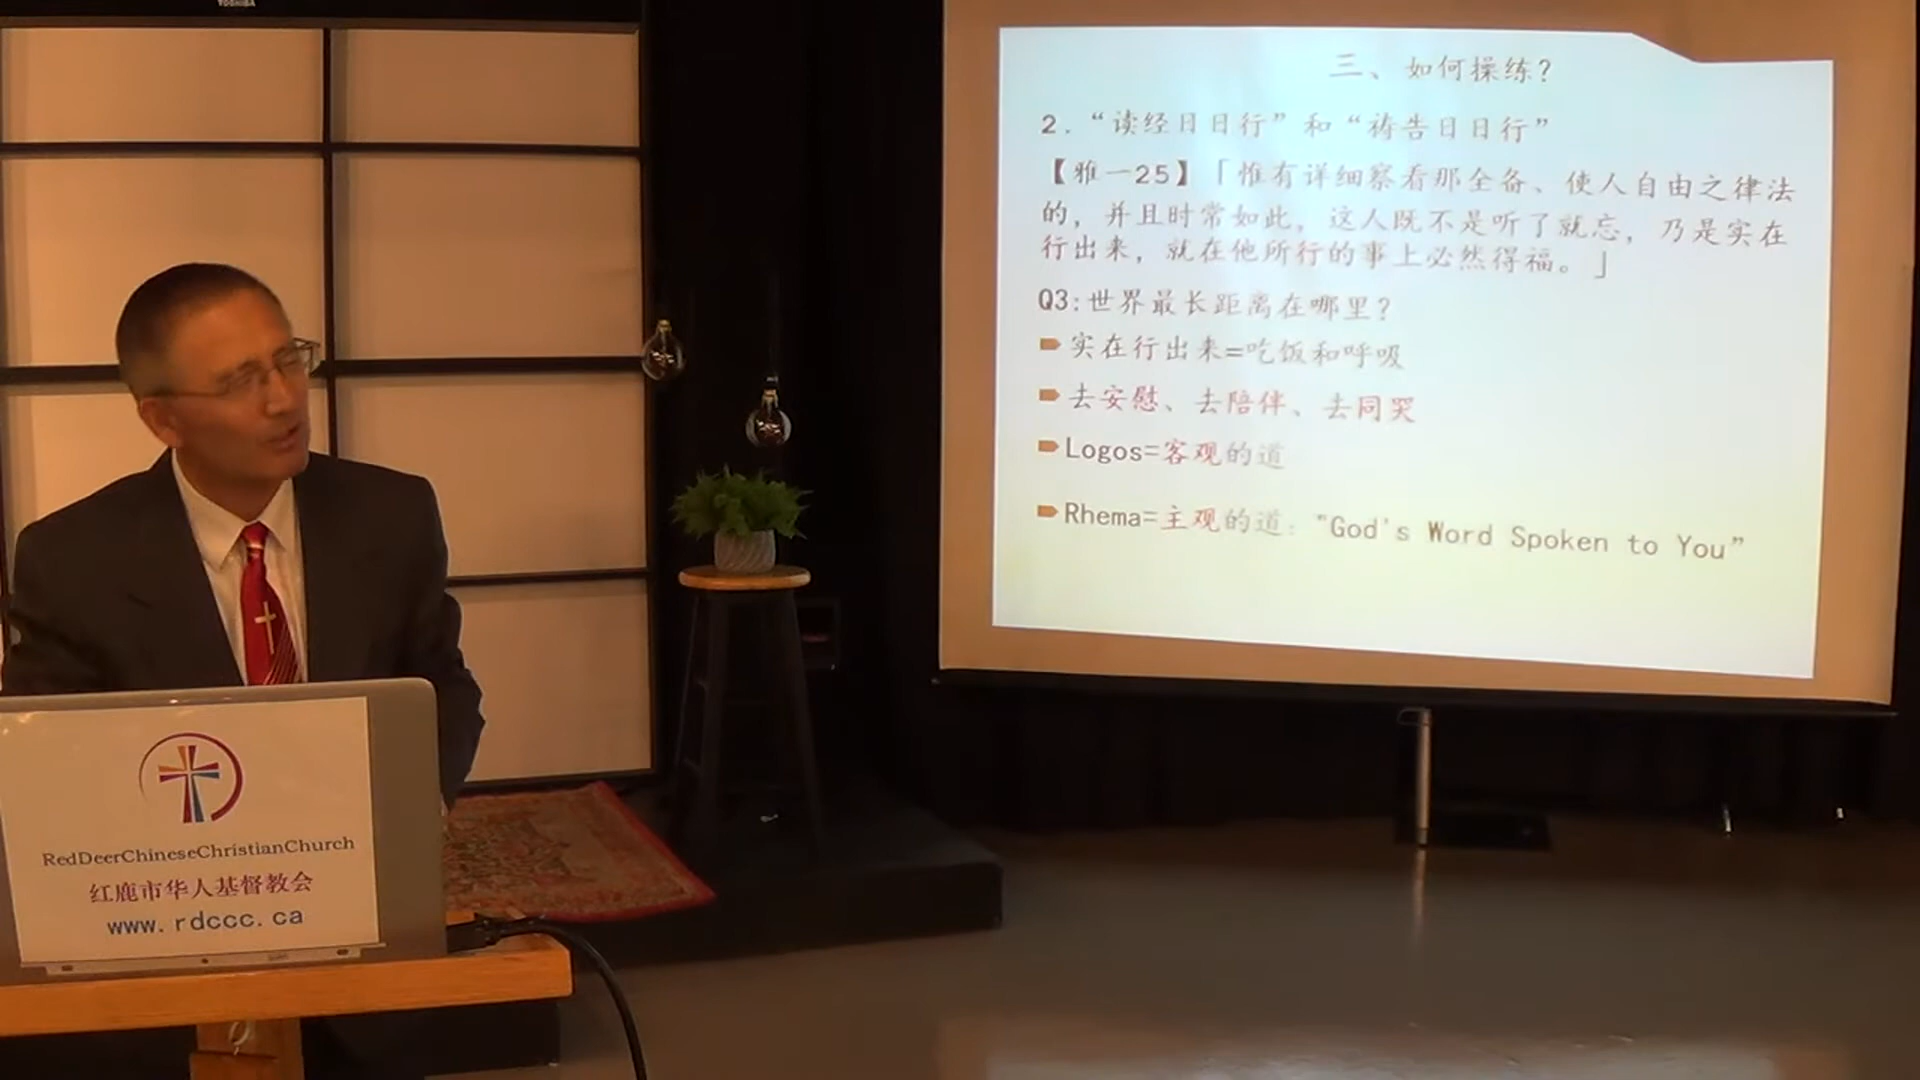 TOSHIBA
三、如何操练？
2.“读经日日行”和“祷告日日行”
【雅一25】「惟有详细察看那全备、使人自由之律法
的，并且时常如此，这人既不是听了就忘，乃是实在
行出来，就在他所行的事上必然得福。」
Q3:世界最长距离在哪里？
实在行出来=吃饭和呼吸
去安慰、去陪伴、去同哭
Logos=客观的道
Rhema=主观的道："God's Word Spoken to You”
RedDeerChineseChristianChurch
红鹿市华人基督教会
www.rdccc.ca